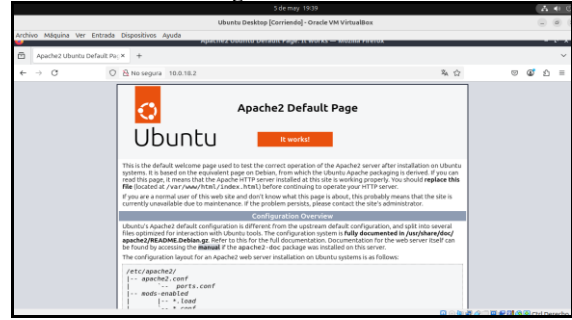 5 de may 19:39
Ubuntu Desktop [Corriendo] - Oracle VM VirtualBox
Archivo Máquina Ver Entrada Dispositivos Ayuda
Apache2 Ubuntu Default Page: It works — Mozilla Firefox
Apache2 Ubuntu Default Pa
No segura 10.0.18.2
Apache2 Default Page
Ubuntu
It works!
This is the default welcome page used to test the correct operation of the Apache2 server after installation on Ubuntu
systems. It is based on the equivalent page on Debian, from which the Ubuntu Apache packaging is derived. If you can
read this page, it means that the Apache HTTP server installed at this site is working properly. You should replace this
file (located at /var/www/html/index.html) before continuing to operate your HTTP server.
If you are a normal user of this web site and don't know what this page is about, this probably means that the site is
currently unavailable due to maintenance. If the problem persists, please contact the site's administrator.
Configuration Overview
Ubuntu's Apache2 default configuration is different from the upstream default configuration, and split into several
files optimized for interaction with Ubuntu tools. The configuration system is fully documented in /usr/share/doc/
apache2/README.Debian.gz. Refer to this for the full documentation. Documentation for the web server itself can
be found by accessing the manual if the apache2-doc package was installed on this server.
The configuration layout for an Apache2 web server installation on Ubuntu systems is as follows:
/etc/apache2/
|-- apache2.conf
| `-- ports.conf
|-- mods-enabled
| |-- *.load
| `-- *.conf
Ctrl Derecho